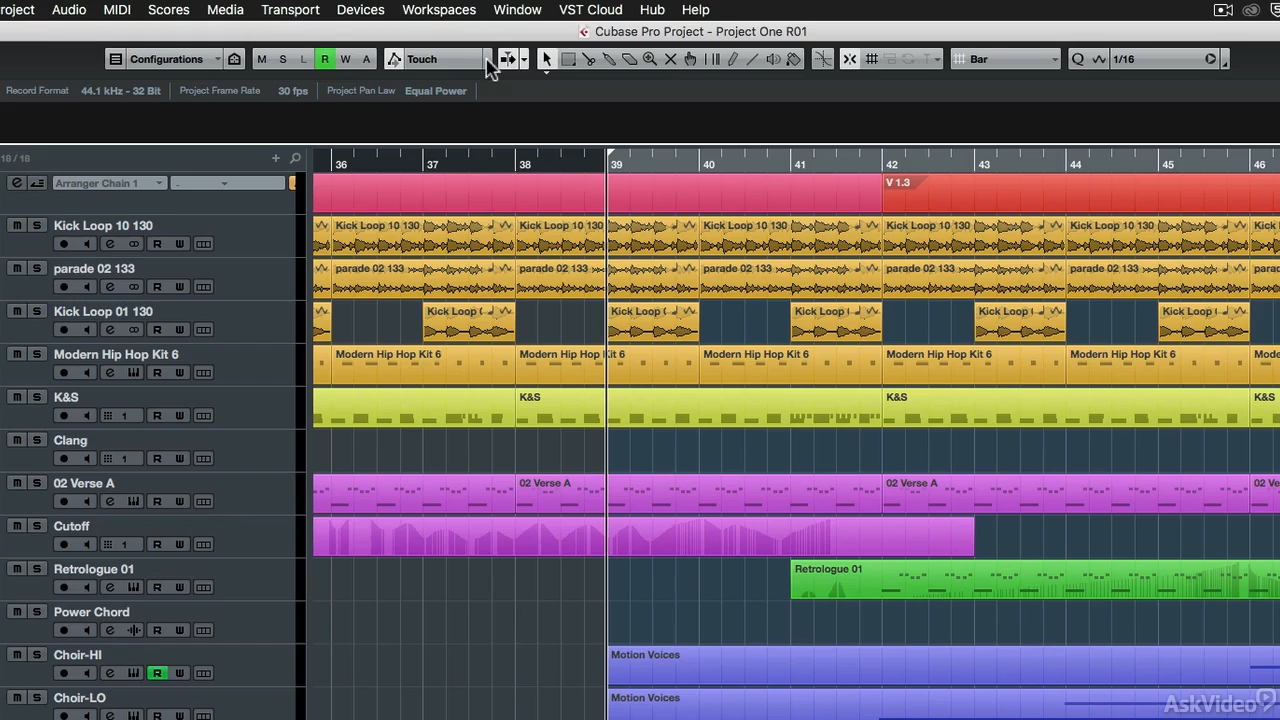 roject Audio MIDI Scores Media Transport Devices Workspaces Window VST Cloud Hub Help
Cubase Pro Project - Project One R01
Configurations M S L R W A Touch Bar Q 1/16
Record Format 44.1 kHz - 32 Bit Project Frame Rate 30 fps Project Pan Law Equal Power
18 / 18 + 36 37 38 39 40 41 42 43 44 45 46
Arranger Chain 1 - V 1.3
m S Kick Loop 10 130 Kick Loop 10 130 Kick Loop 10 130 Kick Loop 10 130 Kick Loop 10 130 Kick Loop 10 130 Kick L
R W
m S parade 02 133 parade 02 133 parade 02 133 parade 02 133 parade 02 133 parade 02 133 parade
R W
m S Kick Loop 01 130 Kick Loop Kick Loop Kick Loop Kick Loop Kick Loop
R W
m S Modern Hip Hop Kit 6 Modern Hip Hop Kit 6 Modern Hip Hop Kit 6 Modern Hip Hop Kit 6 Modern Hip Hop Kit 6 Modern Hip Hop Kit 6 Mode
R W
m S K&S K&S K&S K&S
1 R W
m S Clang
1 R W
m S 02 Verse A 02 Verse A 02 Verse A 02 Ve
R W
m S Cutoff
1 R W
m S Retrologue 01 Retrologue 01
R W
m S Power Chord
R W
m S Choir-HI Motion Voices
R W
m S Choir-LO Motion Voices
R W
AskVideo